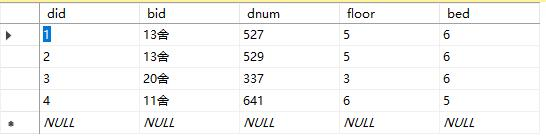 did bid dnum floor bed
1 13舍 527 5 6
2 13舍 529 5 6
3 20舍 337 3 6
4 11舍 641 6 5
NULL NULL NULL NULL NULL